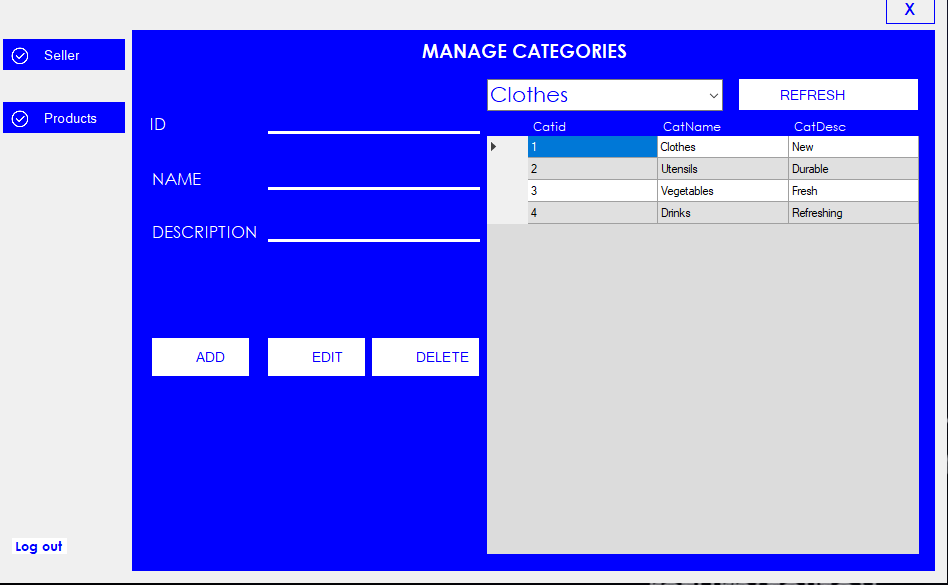 X
Seller
Products
Log out
MANAGE CATEGORIES
ID
NAME
DESCRIPTION
ADD EDIT DELETE
Clothes REFRESH
Catid CatName CatDesc
1 Clothes New
2 Utensils Durable
3 Vegetables Fresh
4 Drinks Refreshing